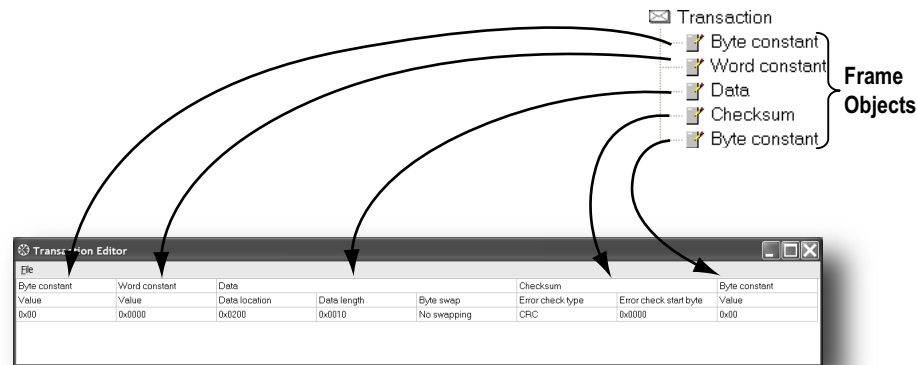 Transaction
Byte constant
Word constant
Data
Checksum
Byte constant
Frame
Objects
Transaction Editor
File
Byte constant Word constant Data Checksum Byte constant
Value Value Data location Data length Byte swap Error check type Error check start byte Value
0x00 0x0000 0x0200 0x0010 No swapping CRC 0x0000 0x00